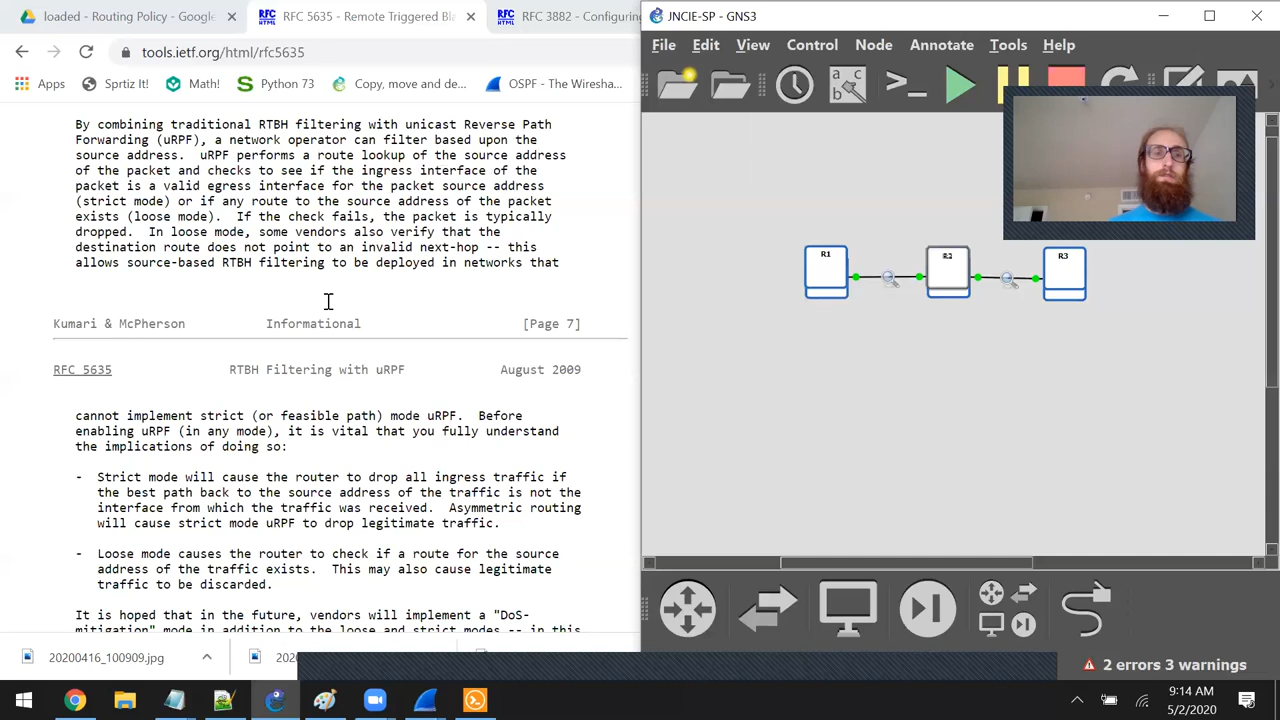 loaded - Routing Policy - Google
RFC 5635 - Remote Triggered Bla
RFC 3882 - Configurin
JNCIE-SP - GNS3
tools.ietf.org/html/rfc5635
File Edit View Control Node Annotate Tools Help
Apps Sprtiz It! Math! Python 73 Copy, move and de... OSPF - The Wiresha...
By combining traditional RTBH filtering with unicast Reverse Path
Forwarding (uRPF), a network operator can filter based upon the
source address. uRPF performs a route lookup of the source address
of the packet and checks to see if the ingress interface of the
packet is a valid egress interface for the packet source address
(strict mode) or if any route to the source address of the packet
exists (loose mode). If the check fails, the packet is typically
dropped. In loose mode, some vendors also verify that the
destination route does not point to an invalid next-hop -- this
allows source-based RTBH filtering to be deployed in networks that
Kumari & McPherson Informational [Page 7]
RFC 5635 RTBH Filtering with uRPF August 2009
cannot implement strict (or feasible path) mode uRPF. Before
enabling uRPF (in any mode), it is vital that you fully understand
the implications of doing so:
- Strict mode will cause the router to drop all ingress traffic if
the best path back to the source address of the traffic is not the
interface from which the traffic was received. Asymmetric routing
will cause strict mode uRPF to drop legitimate traffic.
- Loose mode causes the router to check if a route for the source
address of the traffic exists. This may also cause legitimate
traffic to be discarded.
It is hoped that in the future, vendors will implement a "DoS-
mitigation" mode in addition to the loose and strict modes -- in this
R1
R2
R3
20200416_100909.jpg
2 errors 3 warnings
9:14 AM
5/2/2020